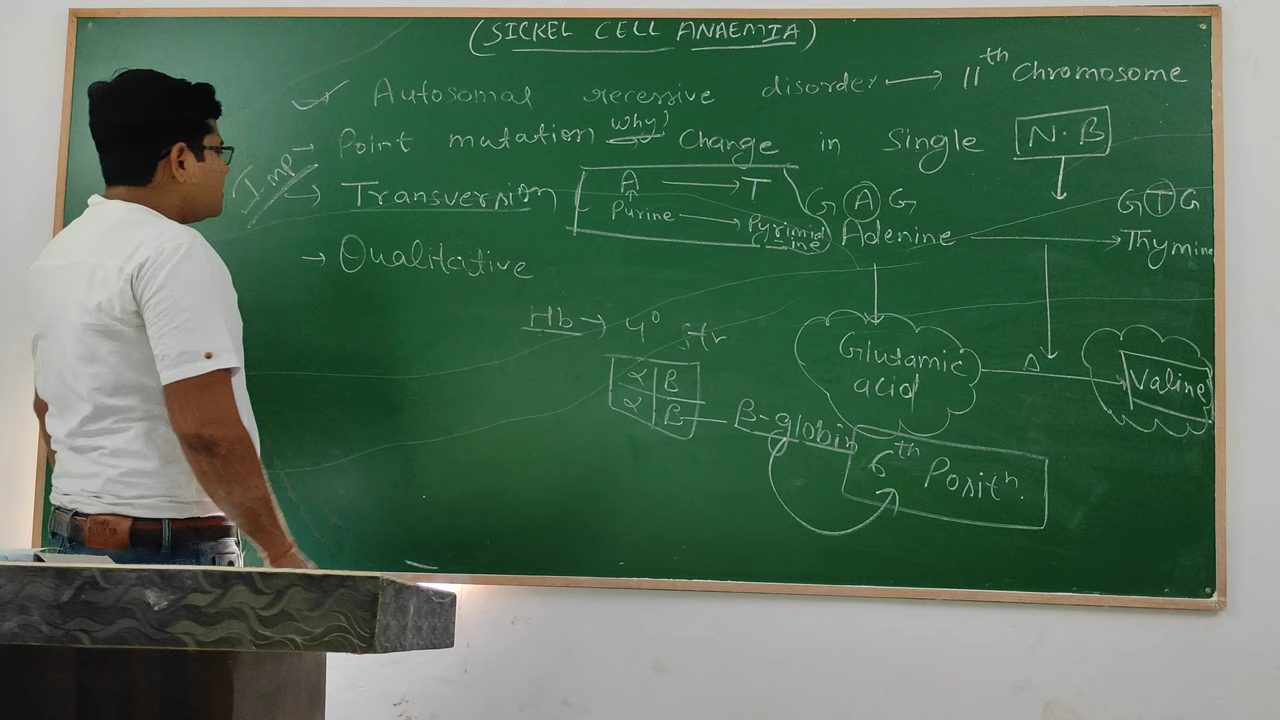 (SICKEL CELL ANAEMIA)
Autosomal recessive disorder → 11th Chromosome
Point mutation why? Change in Single N.B
Imp → Transversion
A → T
Purine → Pyrimidine
G A G
Adenine → Thymine
G T G
→ Qualitative
Hb → 4° Str
α β
α β
β-globin
6th Positn.
Glutamic acid
Valine